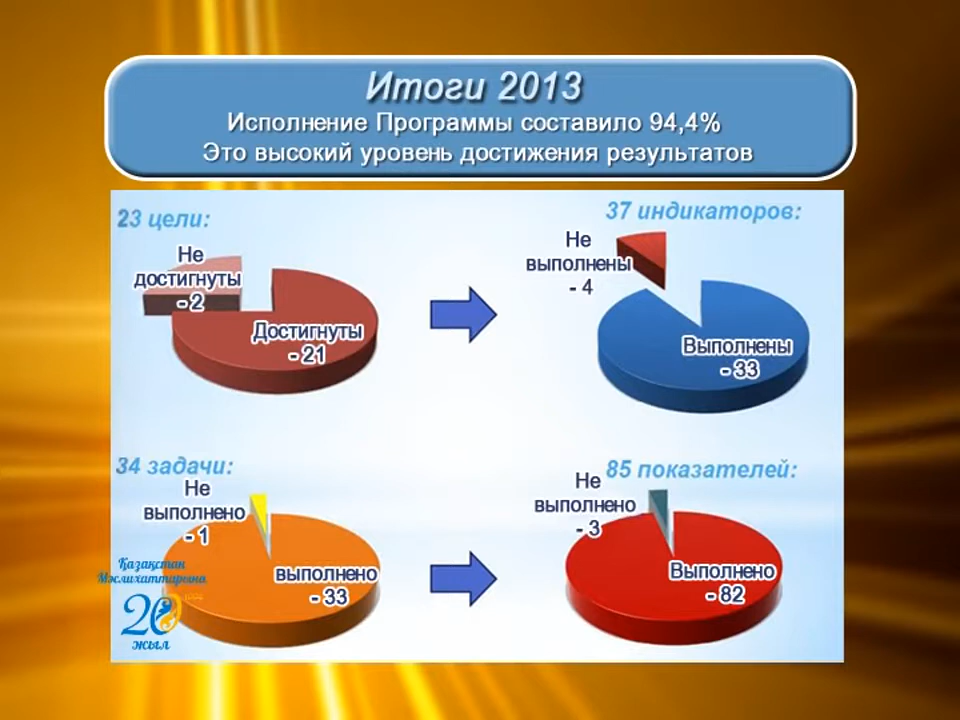 Итоги 2013
Исполнение Программы составило 94,4%
Это высокий уровень достижения результатов
23 цели:
Не
достигнуты
- 2
Достигнуты
- 21
37 индикаторов:
Не
выполнены
- 4
Выполнены
- 33
34 задачи:
Не
выполнено
- 1
выполнено
- 33
85 показателей:
Не
выполнено
- 3
Выполнено
- 82
Қазақстан
Мәслихаттарына
20
жыл